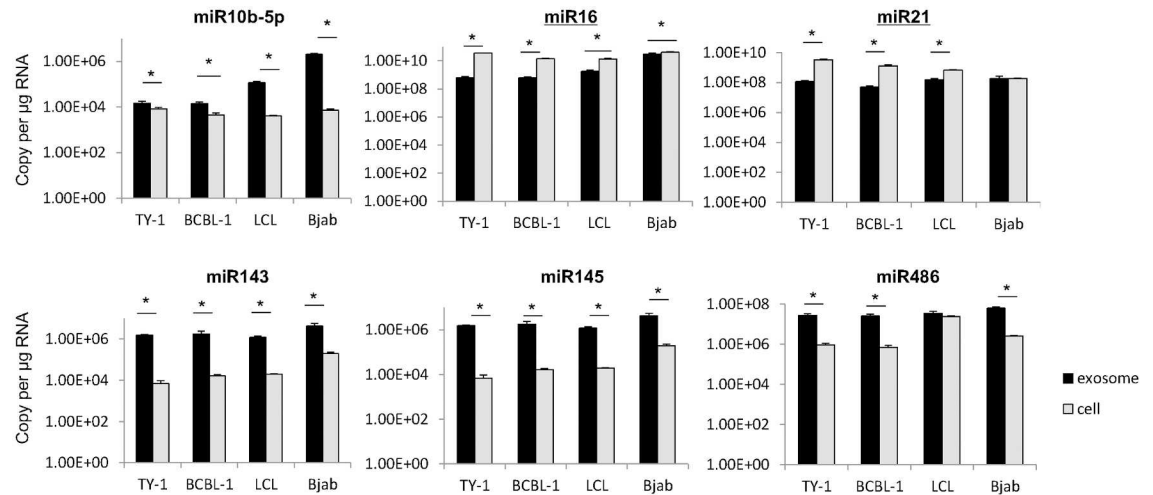 miR10b-5p
*
*
*
*
Copy per µg RNA
1.00E+06
1.00E+04
1.00E+02
1.00E+00
TY-1 BCBL-1 LCL Bjab
miR16
*
*
*
*
1.00E+10
1.00E+08
1.00E+06
1.00E+04
1.00E+02
1.00E+00
TY-1 BCBL-1 LCL Bjab
miR21
*
*
*
1.00E+10
1.00E+08
1.00E+06
1.00E+04
1.00E+02
1.00E+00
TY-1 BCBL-1 LCL Bjab
miR143
*
*
*
*
Copy per µg RNA
1.00E+06
1.00E+04
1.00E+02
1.00E+00
TY-1 BCBL-1 LCL Bjab
miR145
*
*
*
*
1.00E+06
1.00E+04
1.00E+02
1.00E+00
TY-1 BCBL-1 LCL Bjab
miR486
*
*
*
1.00E+08
1.00E+06
1.00E+04
1.00E+02
1.00E+00
TY-1 BCBL-1 LCL Bjab
exosome
cell